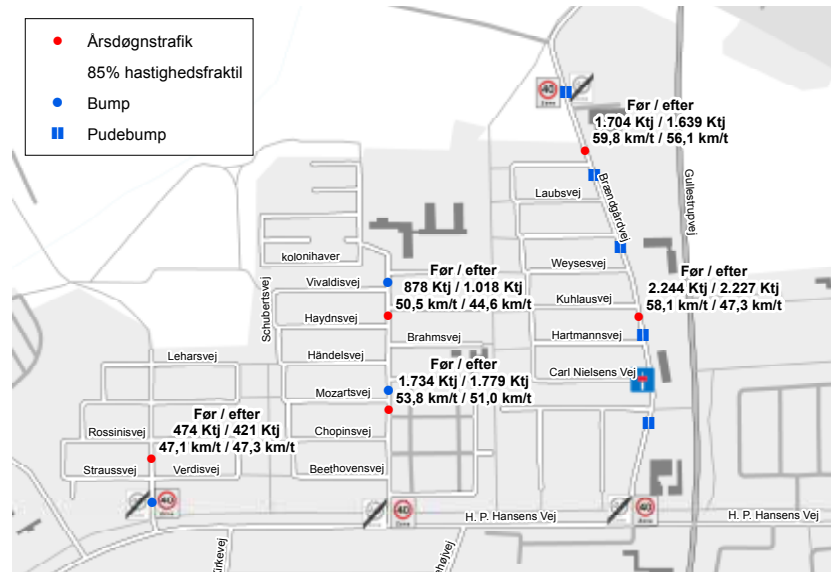 Årsdøgnstrafik
85% hastighedsfraktil
Bump
Pudebump
40
Før / efter
1.704 Ktj / 1.639 Ktj
59,8 km/t / 56,1 km/t
Brændgårdvej
Gullestrupvej
Laubsvej
Weysesvej
kolonihaver
Schubertsvej
Vivaldisvej
Før / efter
878 Ktj / 1.018 Ktj
50,5 km/t / 44,6 km/t
Før / efter
2.244 Ktj / 2.227 Ktj
58,1 km/t / 47,3 km/t
Kuhlausvej
Haydnsvej
Hartmannsvej
Brahmsvej
Leharsvej
Händelsvej
Før / efter
1.734 Ktj / 1.779 Ktj
53,8 km/t / 51,0 km/t
Carl Nielsens Vej
Mozartsvej
Før / efter
474 Ktj / 421 Ktj
47,1 km/t / 47,3 km/t
Rossinisvej
Chopinsvej
Straussvej
Verdisvej
Beethovensvej
40
40
40
H. P. Hansens Vej
H. P. Hansens Vej
Kirkevej